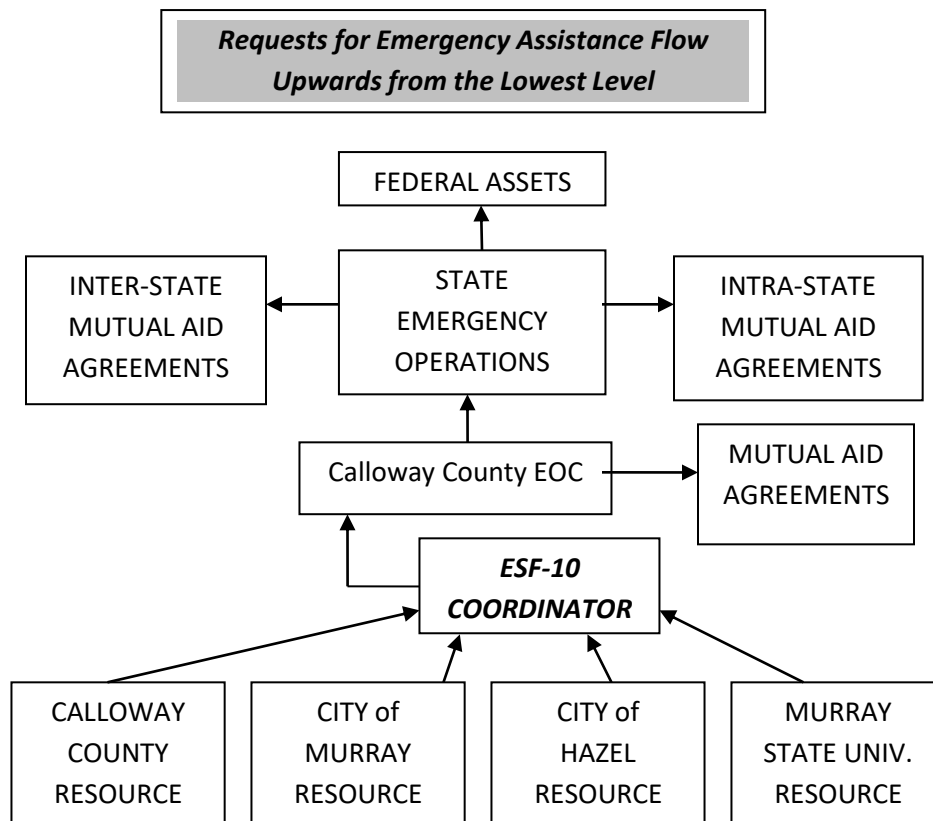 Requests for Emergency Assistance Flow
Upwards from the Lowest Level
FEDERAL ASSETS
INTER-STATE
MUTUAL AID
AGREEMENTS
STATE
EMERGENCY
OPERATIONS
INTRA-STATE
MUTUAL AID
AGREEMENTS
Calloway County EOC
MUTUAL AID
AGREEMENTS
ESF-10
COORDINATOR
CALLOWAY
COUNTY
RESOURCE
CITY of
MURRAY
RESOURCE
CITY of
HAZEL
RESOURCE
MURRAY
STATE UNIV.
RESOURCE